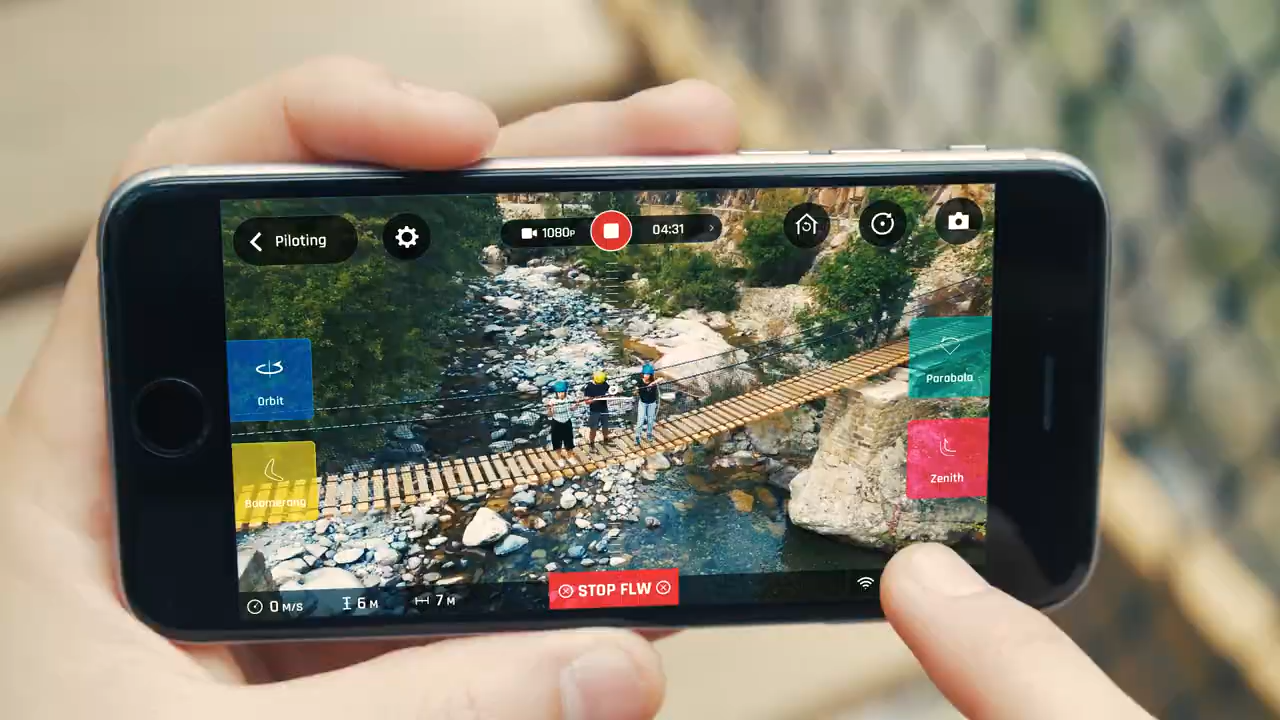 Piloting
1080P
04:31
Orbit
Parabola
Boomerang
Zenith
STOP FLW
0 M/S
6 M
7 M